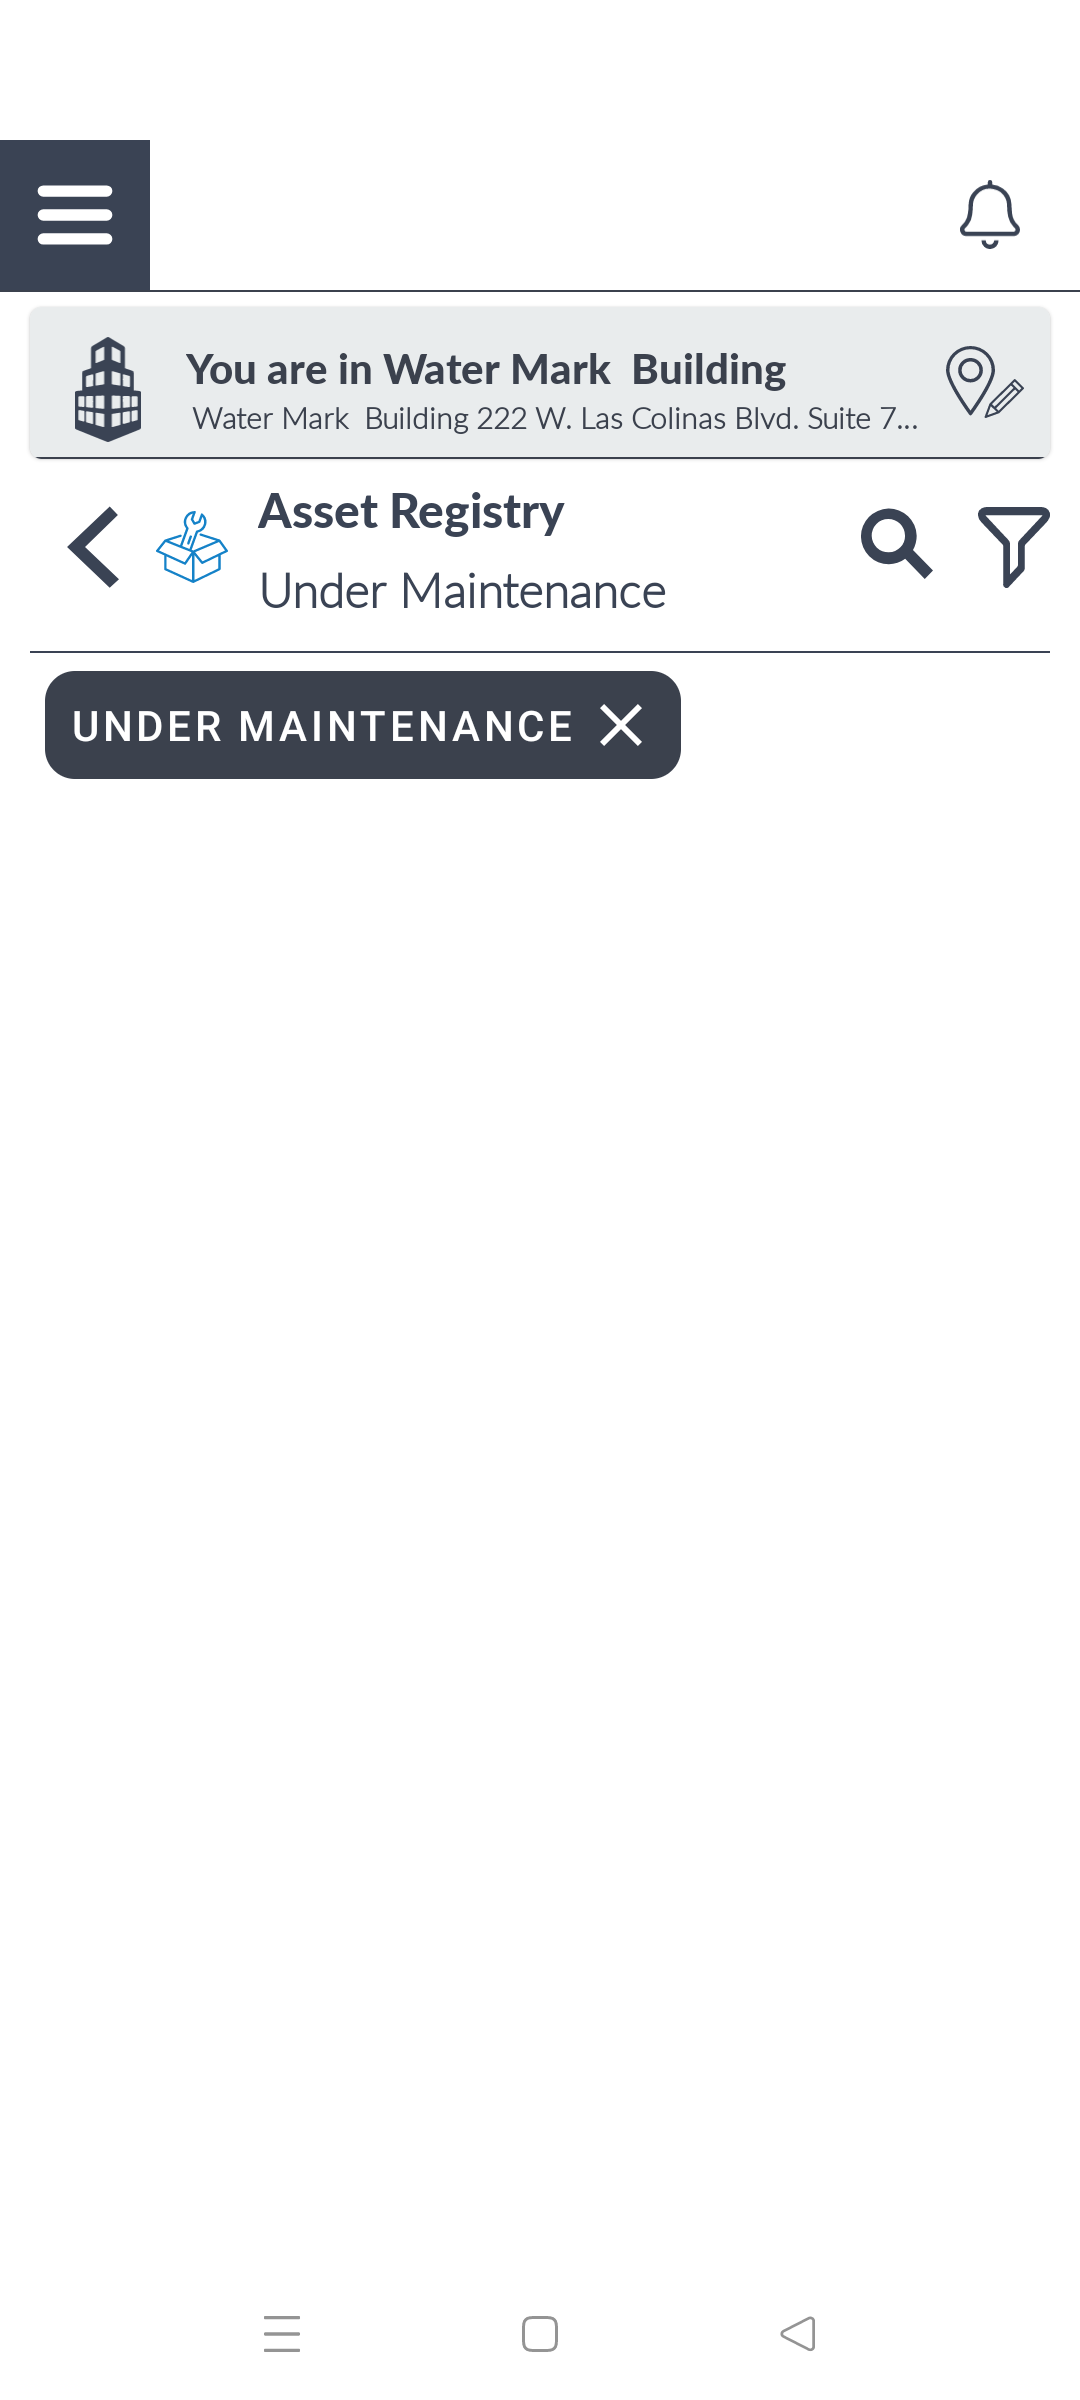 You are in Water Mark  Building
Water Mark  Building 222 W. Las Colinas Blvd. Suite 7...
Asset Registry
Under Maintenance
UNDER MAINTENANCE